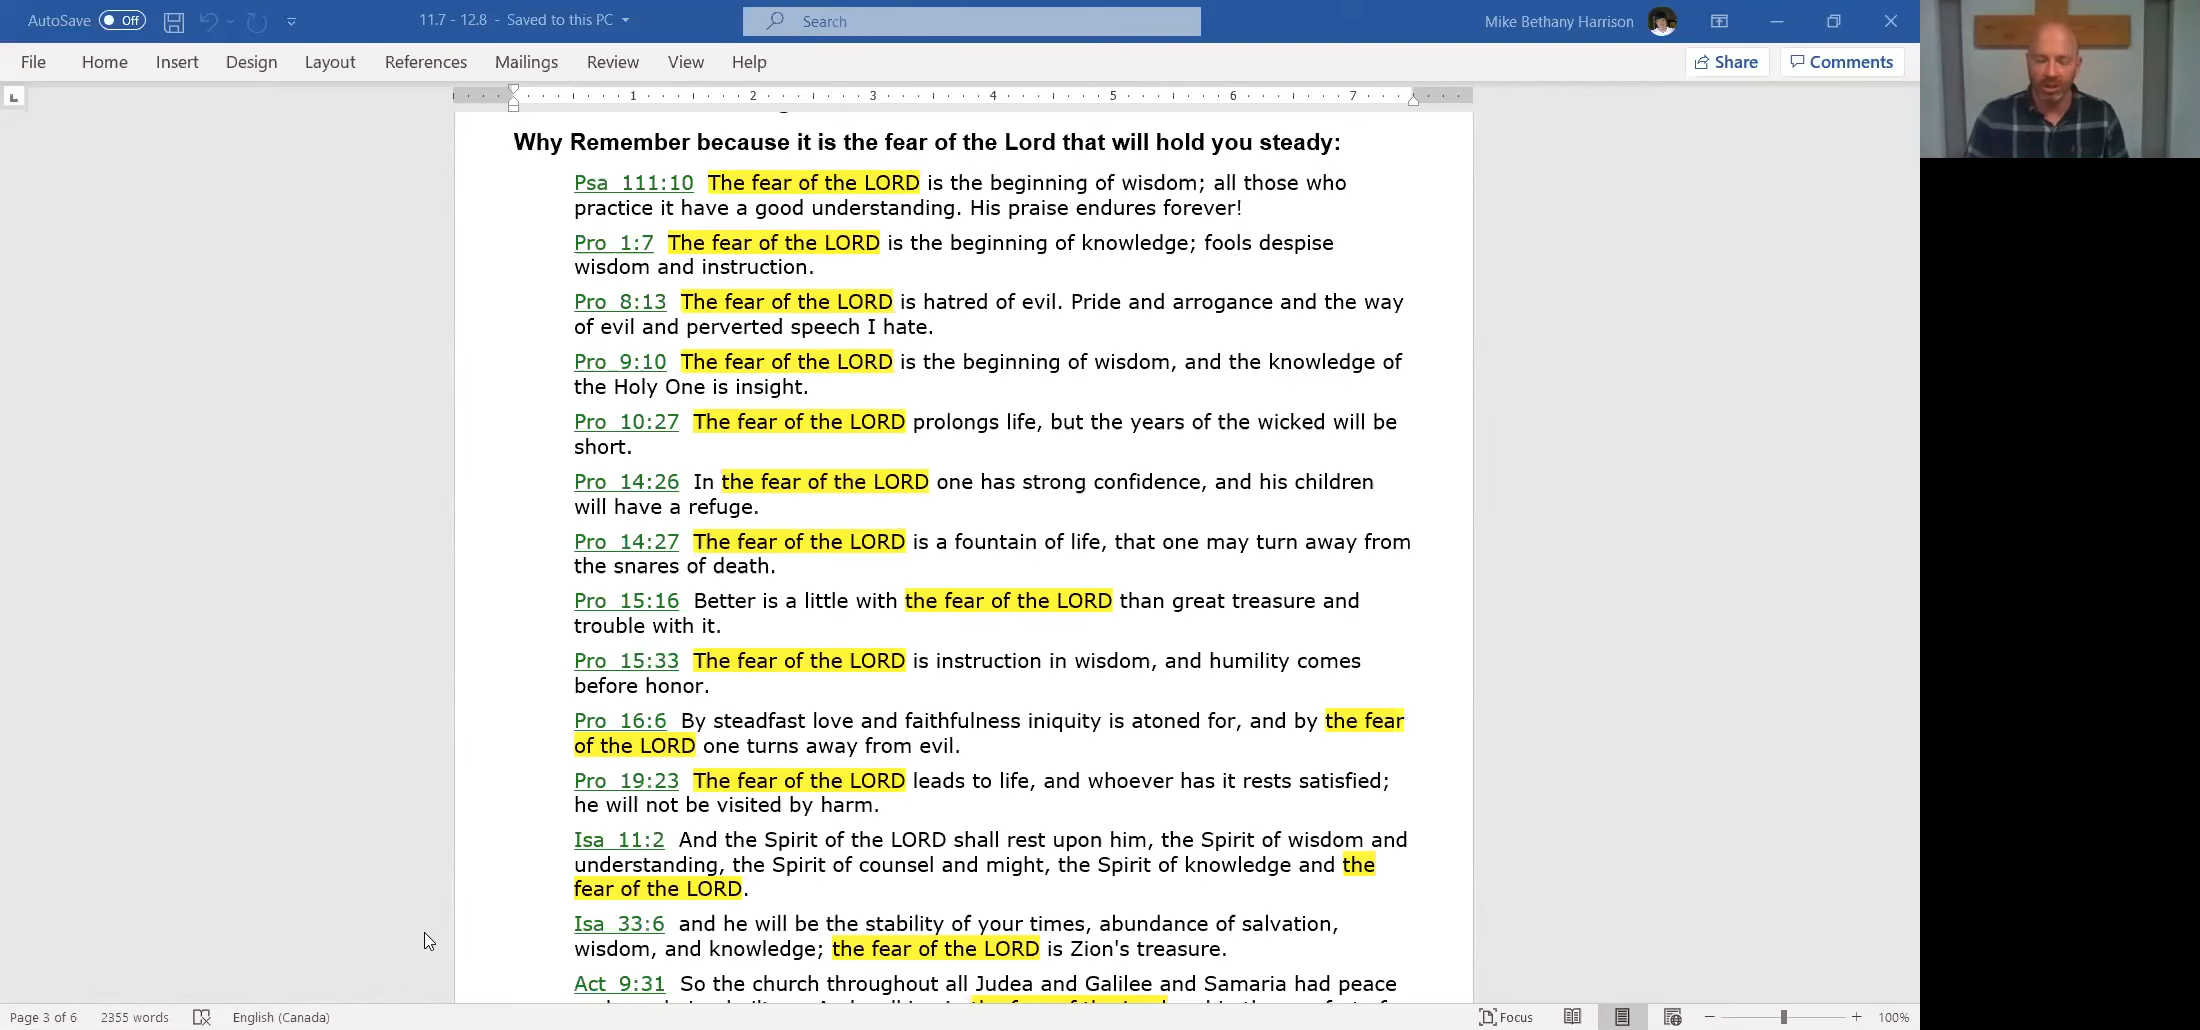 AutoSave Off 11.7 - 12.8 - Saved to this PC Search Mike Bethany Harrison
File Home Insert Design Layout References Mailings Review View Help Share Comments
1 2 3 4 5 6 7
Why Remember because it is the fear of the Lord that will hold you steady:
Psa 111:10 The fear of the LORD is the beginning of wisdom; all those who
practice it have a good understanding. His praise endures forever!
Pro 1:7 The fear of the LORD is the beginning of knowledge; fools despise
wisdom and instruction.
Pro 8:13 The fear of the LORD is hatred of evil. Pride and arrogance and the way
of evil and perverted speech I hate.
Pro 9:10 The fear of the LORD is the beginning of wisdom, and the knowledge of
the Holy One is insight.
Pro 10:27 The fear of the LORD prolongs life, but the years of the wicked will be
short.
Pro 14:26 In the fear of the LORD one has strong confidence, and his children
will have a refuge.
Pro 14:27 The fear of the LORD is a fountain of life, that one may turn away from
the snares of death.
Pro 15:16 Better is a little with the fear of the LORD than great treasure and
trouble with it.
Pro 15:33 The fear of the LORD is instruction in wisdom, and humility comes
before honor.
Pro 16:6 By steadfast love and faithfulness iniquity is atoned for, and by the fear
of the LORD one turns away from evil.
Pro 19:23 The fear of the LORD leads to life, and whoever has it rests satisfied;
he will not be visited by harm.
Isa 11:2 And the Spirit of the LORD shall rest upon him, the Spirit of wisdom and
understanding, the Spirit of counsel and might, the Spirit of knowledge and the
fear of the LORD.
Isa 33:6 and he will be the stability of your times, abundance of salvation,
wisdom, and knowledge; the fear of the LORD is Zion's treasure.
Act 9:31 So the church throughout all Judea and Galilee and Samaria had peace
Page 3 of 6 2355 words English (Canada) Focus 100%